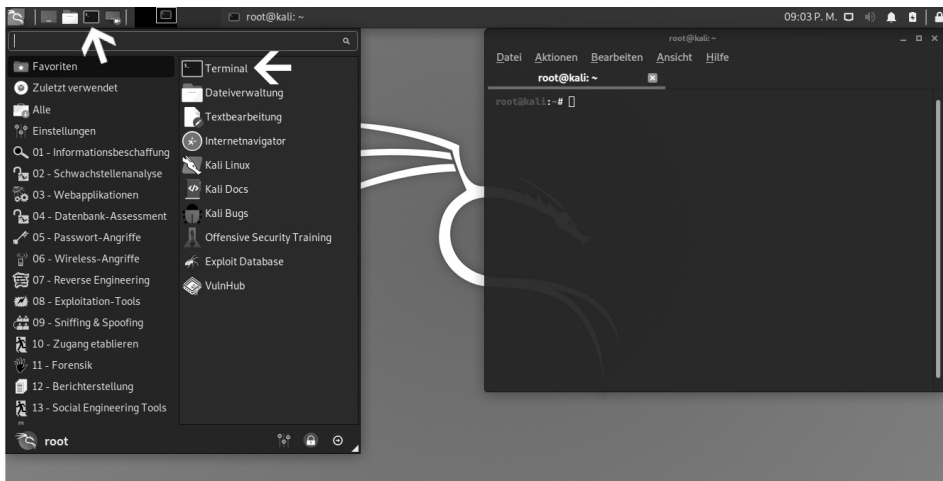 root@kali: ~
09:03 P. M.
Favoriten
Zuletzt verwendet
Alle
Einstellungen
01 - Informationsbeschaffung
02 - Schwachstellenanalyse
03 - Webapplikationen
04 - Datenbank-Assessment
05 - Passwort-Angriffe
06 - Wireless-Angriffe
07 - Reverse Engineering
08 - Exploitation-Tools
09 - Sniffing & Spoofing
10 - Zugang etablieren
11 - Forensik
12 - Berichterstellung
13 - Social Engineering Tools
root
Terminal
Dateiverwaltung
Textbearbeitung
Internetnavigator
Kali Linux
Kali Docs
Kali Bugs
Offensive Security Training
Exploit Database
VulnHub
root@kali: ~
Datei Aktionen Bearbeiten Ansicht Hilfe
root@kali: ~
root@kali:~#